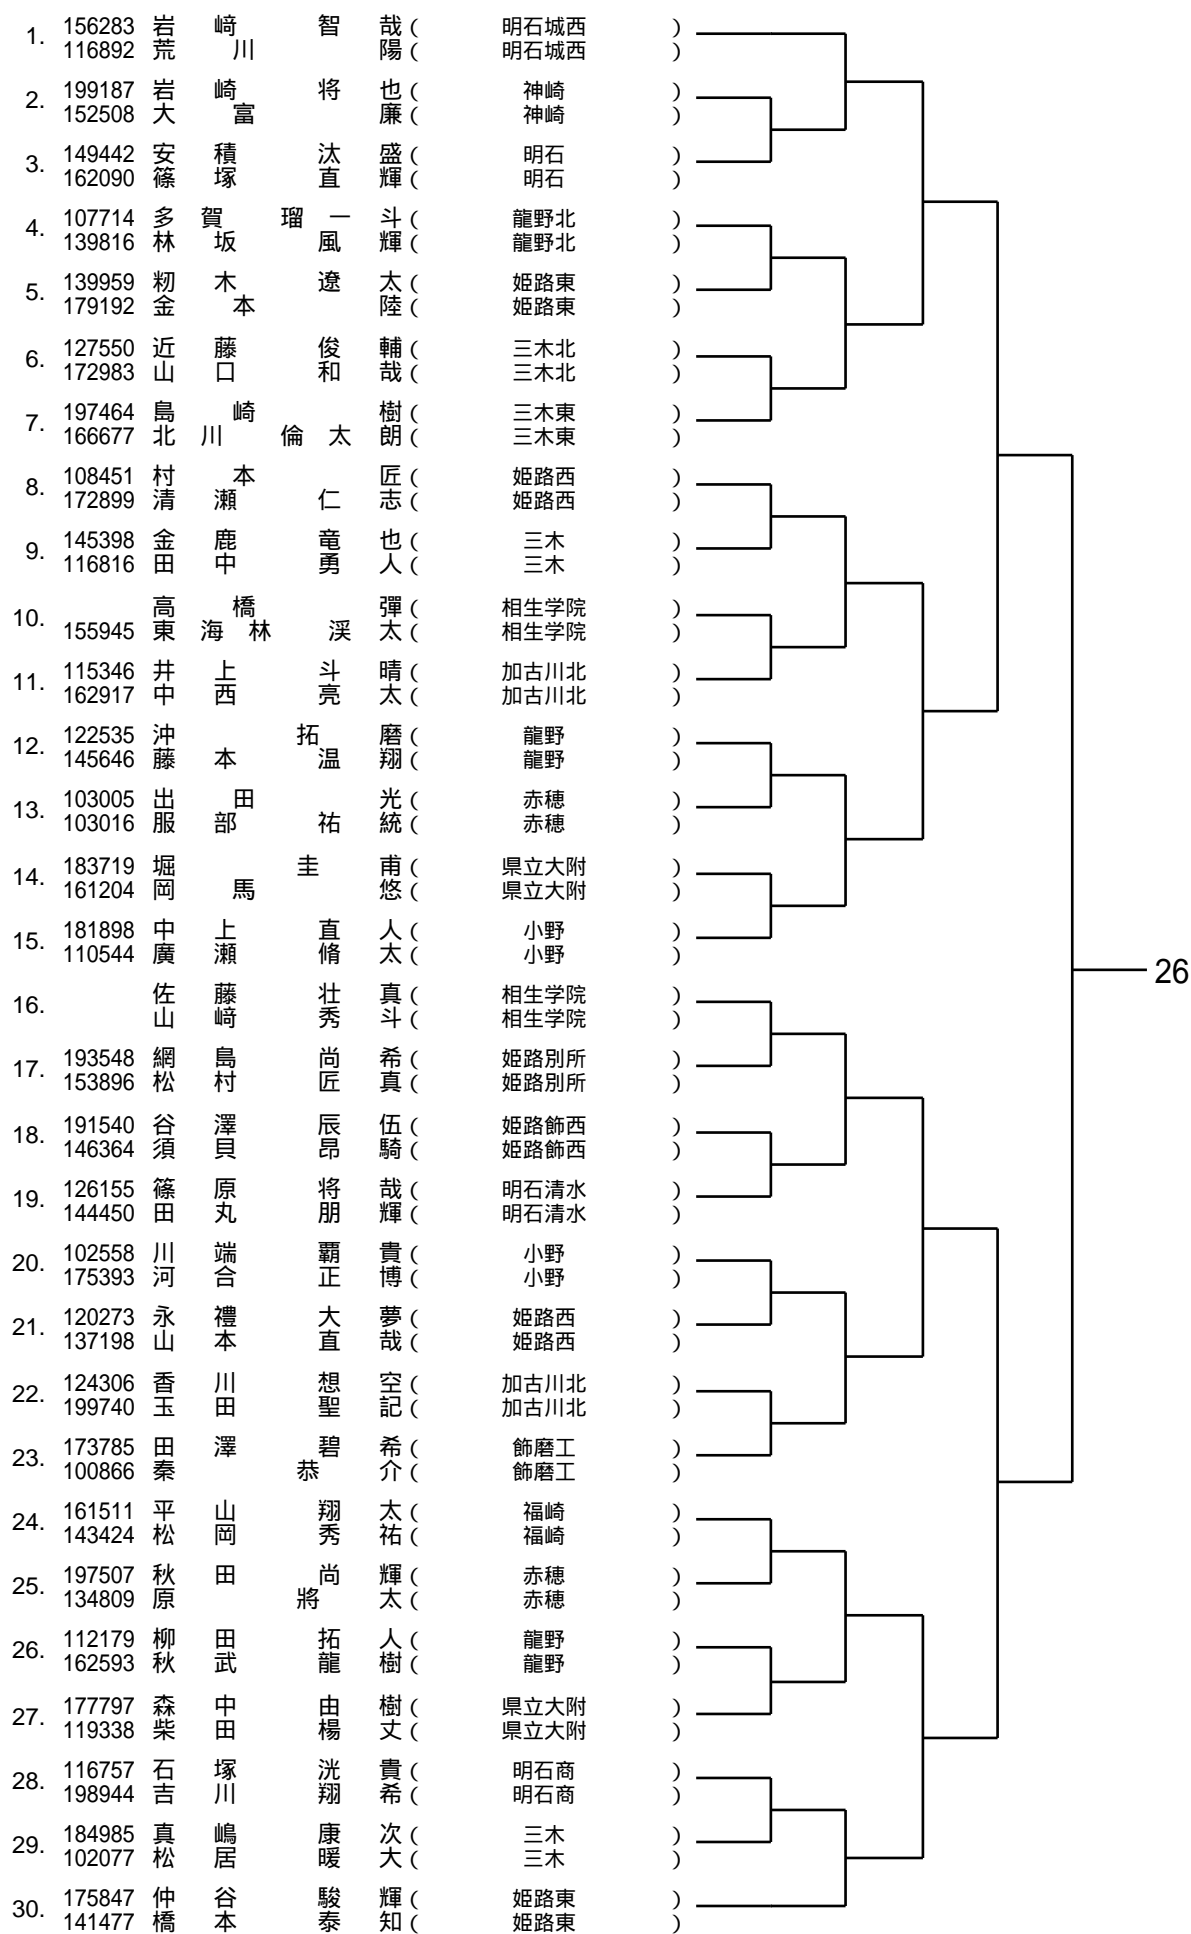 1. 156283 岩﨑 智哉 ( 明石城西 )
116892 荒川 陽 ( 明石城西 )
2. 199187 岩崎 将也 ( 神崎 )
152508 大富 廉 ( 神崎 )
3. 149442 安積 汰盛 ( 明石 )
162090 篠塚 直輝 ( 明石 )
4. 107714 多賀 瑠一斗 ( 龍野北 )
139816 林坂 風輝 ( 龍野北 )
5. 139959 籾木 遼太 ( 姫路東 )
179192 金本 陸 ( 姫路東 )
6. 127550 近藤 俊輔 ( 三木北 )
172983 山口 和哉 ( 三木北 )
7. 197464 島崎 樹 ( 三木東 )
166677 北川 倫太朗 ( 三木東 )
8. 108451 村本 匠 ( 姫路西 )
172899 清瀬 仁志 ( 姫路西 )
9. 145398 金鹿 竜也 ( 三木 )
116816 田中 勇人 ( 三木 )
10. 高橋 彈 ( 相生学院 )
155945 東海林 渓太 ( 相生学院 )
11. 115346 井上 斗晴 ( 加古川北 )
162917 中西 亮太 ( 加古川北 )
12. 122535 沖 拓磨 ( 龍野 )
145646 藤本 温翔 ( 龍野 )
13. 103005 出田 光 ( 赤穂 )
103016 服部 祐統 ( 赤穂 )
14. 183719 堀 圭甫 ( 県立大附 )
161204 岡馬 悠 ( 県立大附 )
15. 181898 中上 直人 ( 小野 )
110544 廣瀬 脩太 ( 小野 )
16. 佐藤 壮真 ( 相生学院 )
山﨑 秀斗 ( 相生学院 )
17. 193548 網島 尚希 ( 姫路別所 )
153896 松村 匠真 ( 姫路別所 )
18. 191540 谷澤 辰伍 ( 姫路飾西 )
146364 須貝 昂騎 ( 姫路飾西 )
19. 126155 篠原 将哉 ( 明石清水 )
144450 田丸 朋輝 ( 明石清水 )
20. 102558 川端 覇貴 ( 小野 )
175393 河合 正博 ( 小野 )
21. 120273 永禮 大夢 ( 姫路西 )
137198 山本 直哉 ( 姫路西 )
22. 124306 香川 想空 ( 加古川北 )
199740 玉田 聖記 ( 加古川北 )
23. 173785 田澤 碧希 ( 飾磨工 )
100866 秦 恭介 ( 飾磨工 )
24. 161511 平山 翔太 ( 福崎 )
143424 松岡 秀祐 ( 福崎 )
25. 197507 秋田 尚輝 ( 赤穂 )
134809 原 將太 ( 赤穂 )
26. 112179 柳田 拓人 ( 龍野 )
162593 秋武 龍樹 ( 龍野 )
27. 177797 森中 由樹 ( 県立大附 )
119338 柴田 楊丈 ( 県立大附 )
28. 116757 石塚 洸貴 ( 明石商 )
198944 吉川 翔希 ( 明石商 )
29. 184985 真嶋 康次 ( 三木 )
102077 松居 暖大 ( 三木 )
30. 175847 仲谷 駿輝 ( 姫路東 )
141477 橋本 泰知 ( 姫路東 )
26